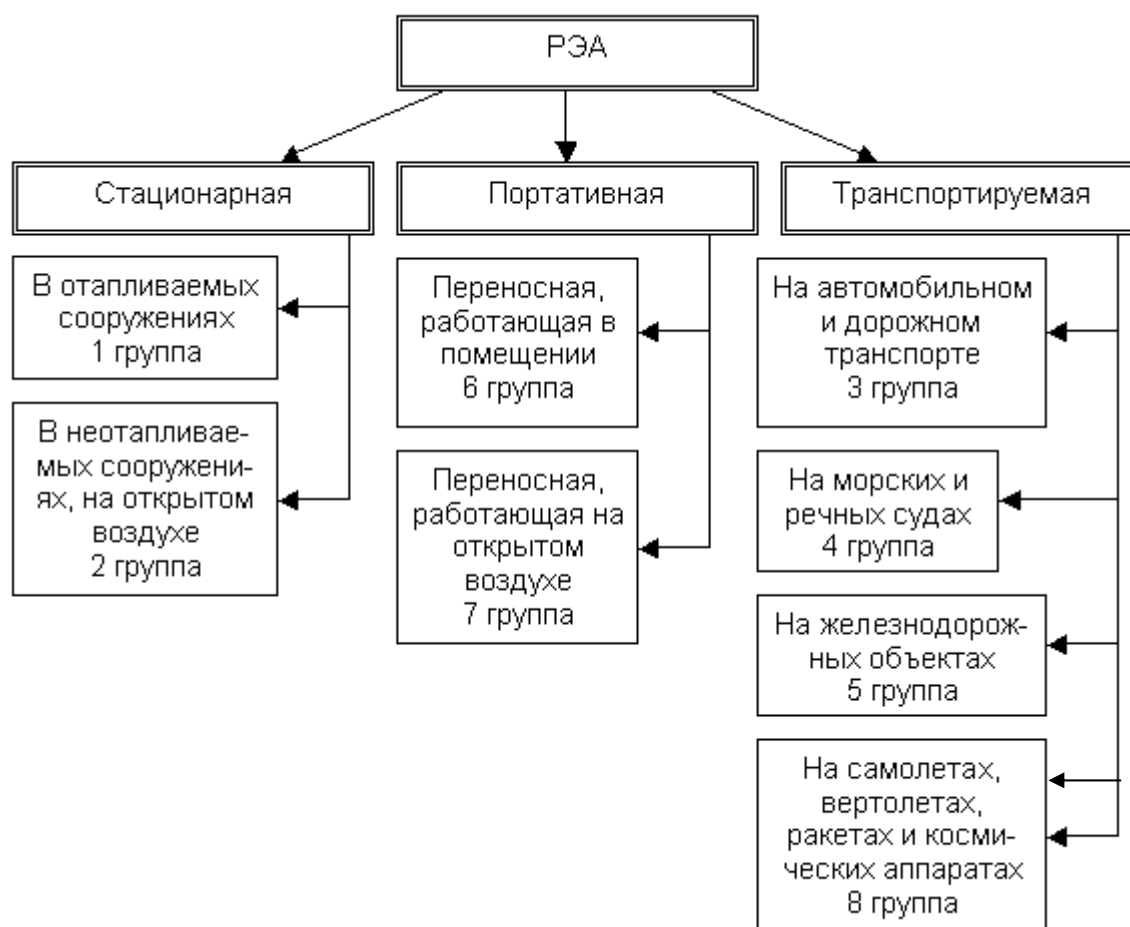 РЭА
Стационарная
В отапливаемых
сооружениях
1 группа
В неотапливае-
мых сооружени-
ях, на открытом
воздухе
2 группа
Портативная
Переносная,
работающая в
помещении
6 группа
Переносная,
работающая на
открытом
воздухе
7 группа
Транспортируемая
На автомобильном
и дорожном
транспорте
3 группа
На морских и
речных судах
4 группа
На железнодорож-
ных объектах
5 группа
На самолетах,
вертолетах,
ракетах и косми-
ческих аппаратах
8 группа